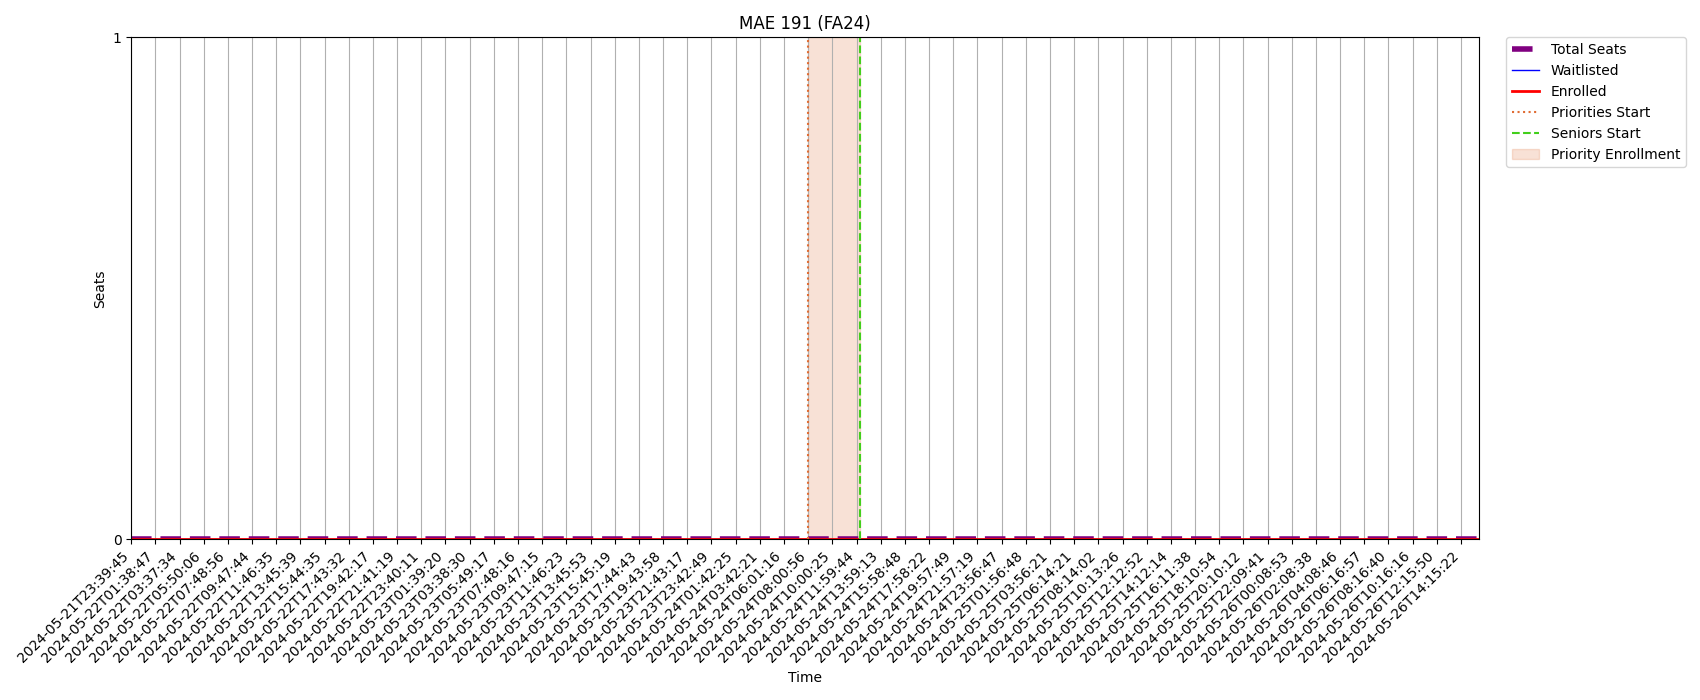 MAE 191 (FA24)
1
0
Seats
2024-05-21T23:39:45
2024-05-22T01:38:47
2024-05-22T03:37:34
2024-05-22T05:50:06
2024-05-22T07:48:56
2024-05-22T09:47:44
2024-05-22T11:46:35
2024-05-22T13:45:39
2024-05-22T15:44:35
2024-05-22T17:43:32
2024-05-22T19:42:17
2024-05-22T21:41:19
2024-05-22T23:40:11
2024-05-23T01:39:20
2024-05-23T03:38:30
2024-05-23T05:49:17
2024-05-23T07:48:16
2024-05-23T09:47:15
2024-05-23T11:46:23
2024-05-23T13:45:53
2024-05-23T15:45:19
2024-05-23T17:44:43
2024-05-23T19:43:58
2024-05-23T21:43:17
2024-05-23T23:42:49
2024-05-24T01:42:25
2024-05-24T03:42:21
2024-05-24T06:01:16
2024-05-24T08:00:56
2024-05-24T10:00:25
2024-05-24T11:59:44
2024-05-24T13:59:13
2024-05-24T15:58:48
2024-05-24T17:58:22
2024-05-24T19:57:49
2024-05-24T21:57:19
2024-05-24T23:56:47
2024-05-25T01:56:48
2024-05-25T03:56:21
2024-05-25T06:14:21
2024-05-25T08:14:02
2024-05-25T10:13:26
2024-05-25T12:12:52
2024-05-25T14:12:14
2024-05-25T16:11:38
2024-05-25T18:10:54
2024-05-25T20:10:12
2024-05-25T22:09:41
2024-05-26T00:08:53
2024-05-26T02:08:38
2024-05-26T04:08:46
2024-05-26T06:16:57
2024-05-26T08:16:40
2024-05-26T10:16:16
2024-05-26T12:15:50
2024-05-26T14:15:22
Time
Total Seats
Waitlisted
Enrolled
Priorities Start
Seniors Start
Priority Enrollment